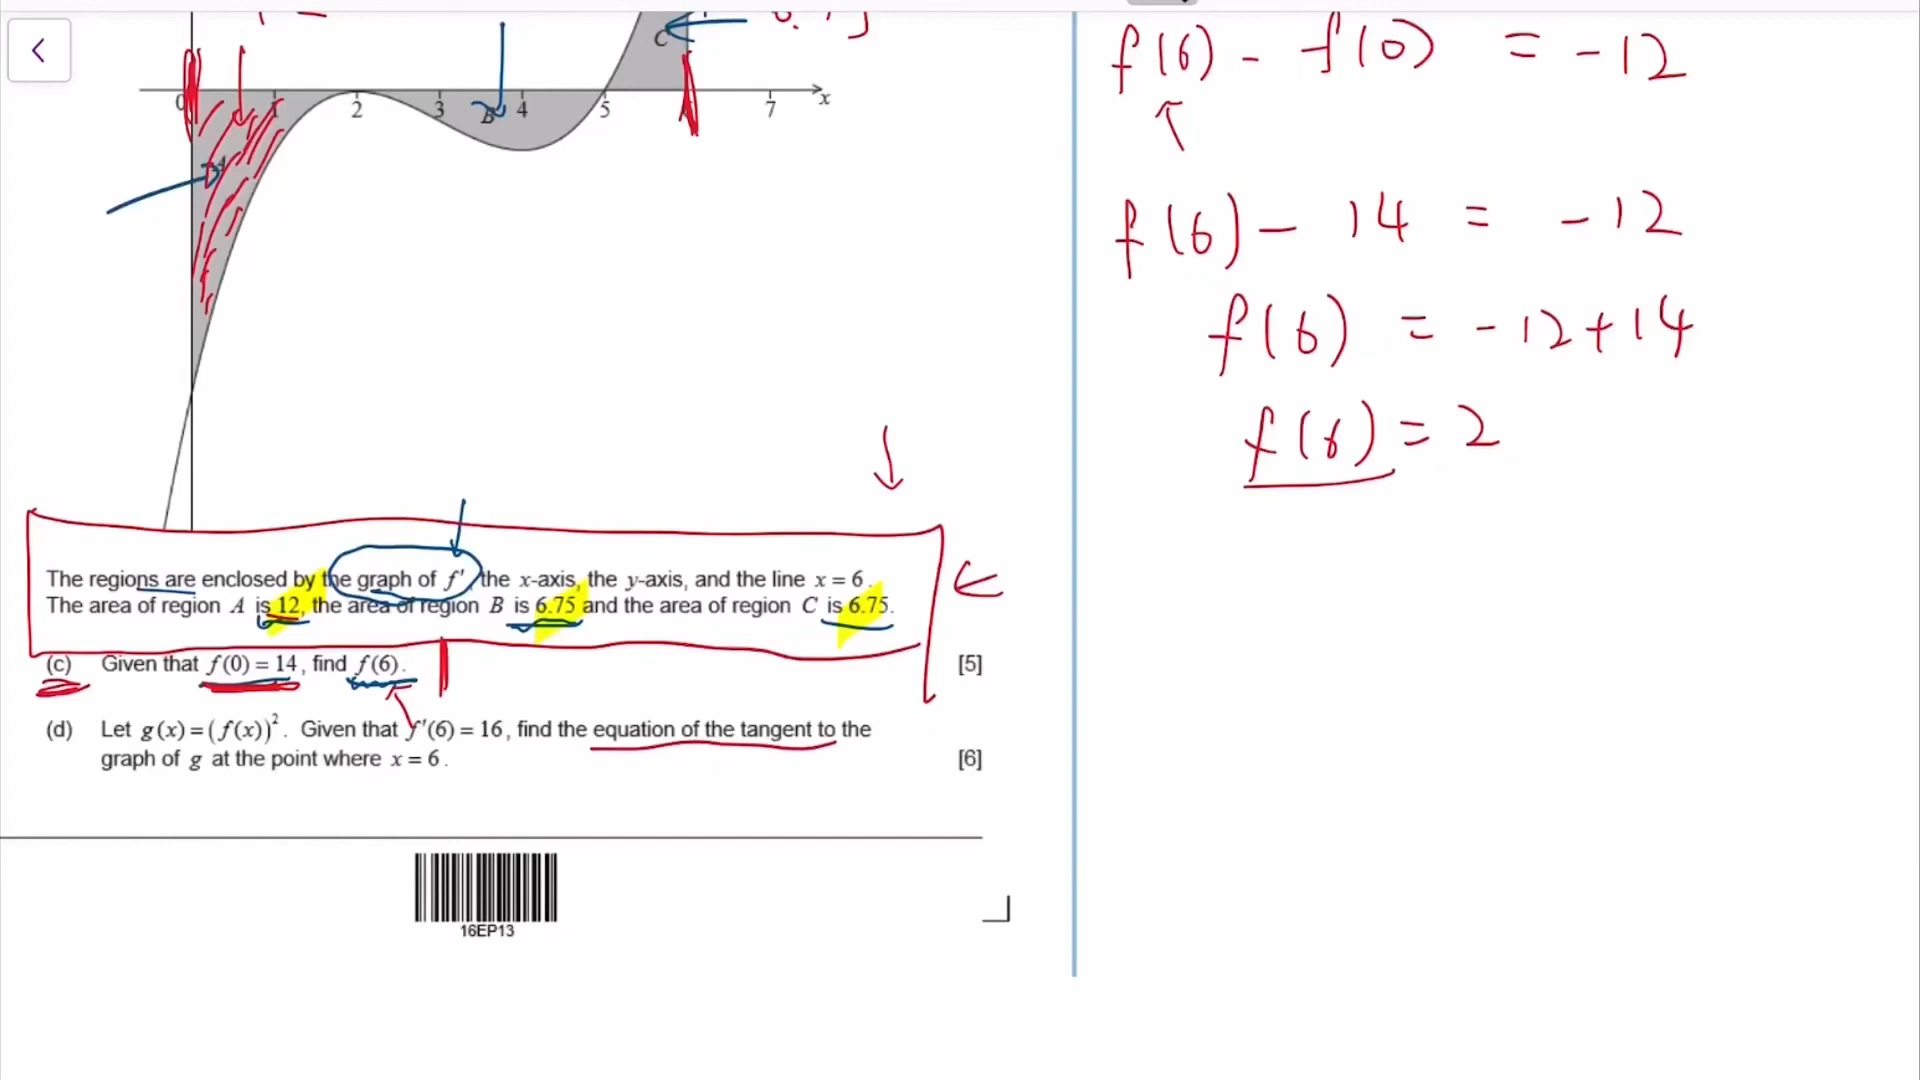 C
0 1 2 3 4 5 7 x
B
A
The regions are enclosed by the graph of f′, the x-axis, the y-axis, and the line x = 6.
The area of region A is 12, the area of region B is 6.75 and the area of region C is 6.75.
(c) Given that f(0) = 14, find f(6). [5]
(d) Let g(x) = (f(x))². Given that f′(6) = 16, find the equation of the tangent to the
graph of g at the point where x = 6. [6]
16EP13
f(6) - f(0) = -12
f(6) - 14 = -12
f(6) = -12+14
f(6) = 2